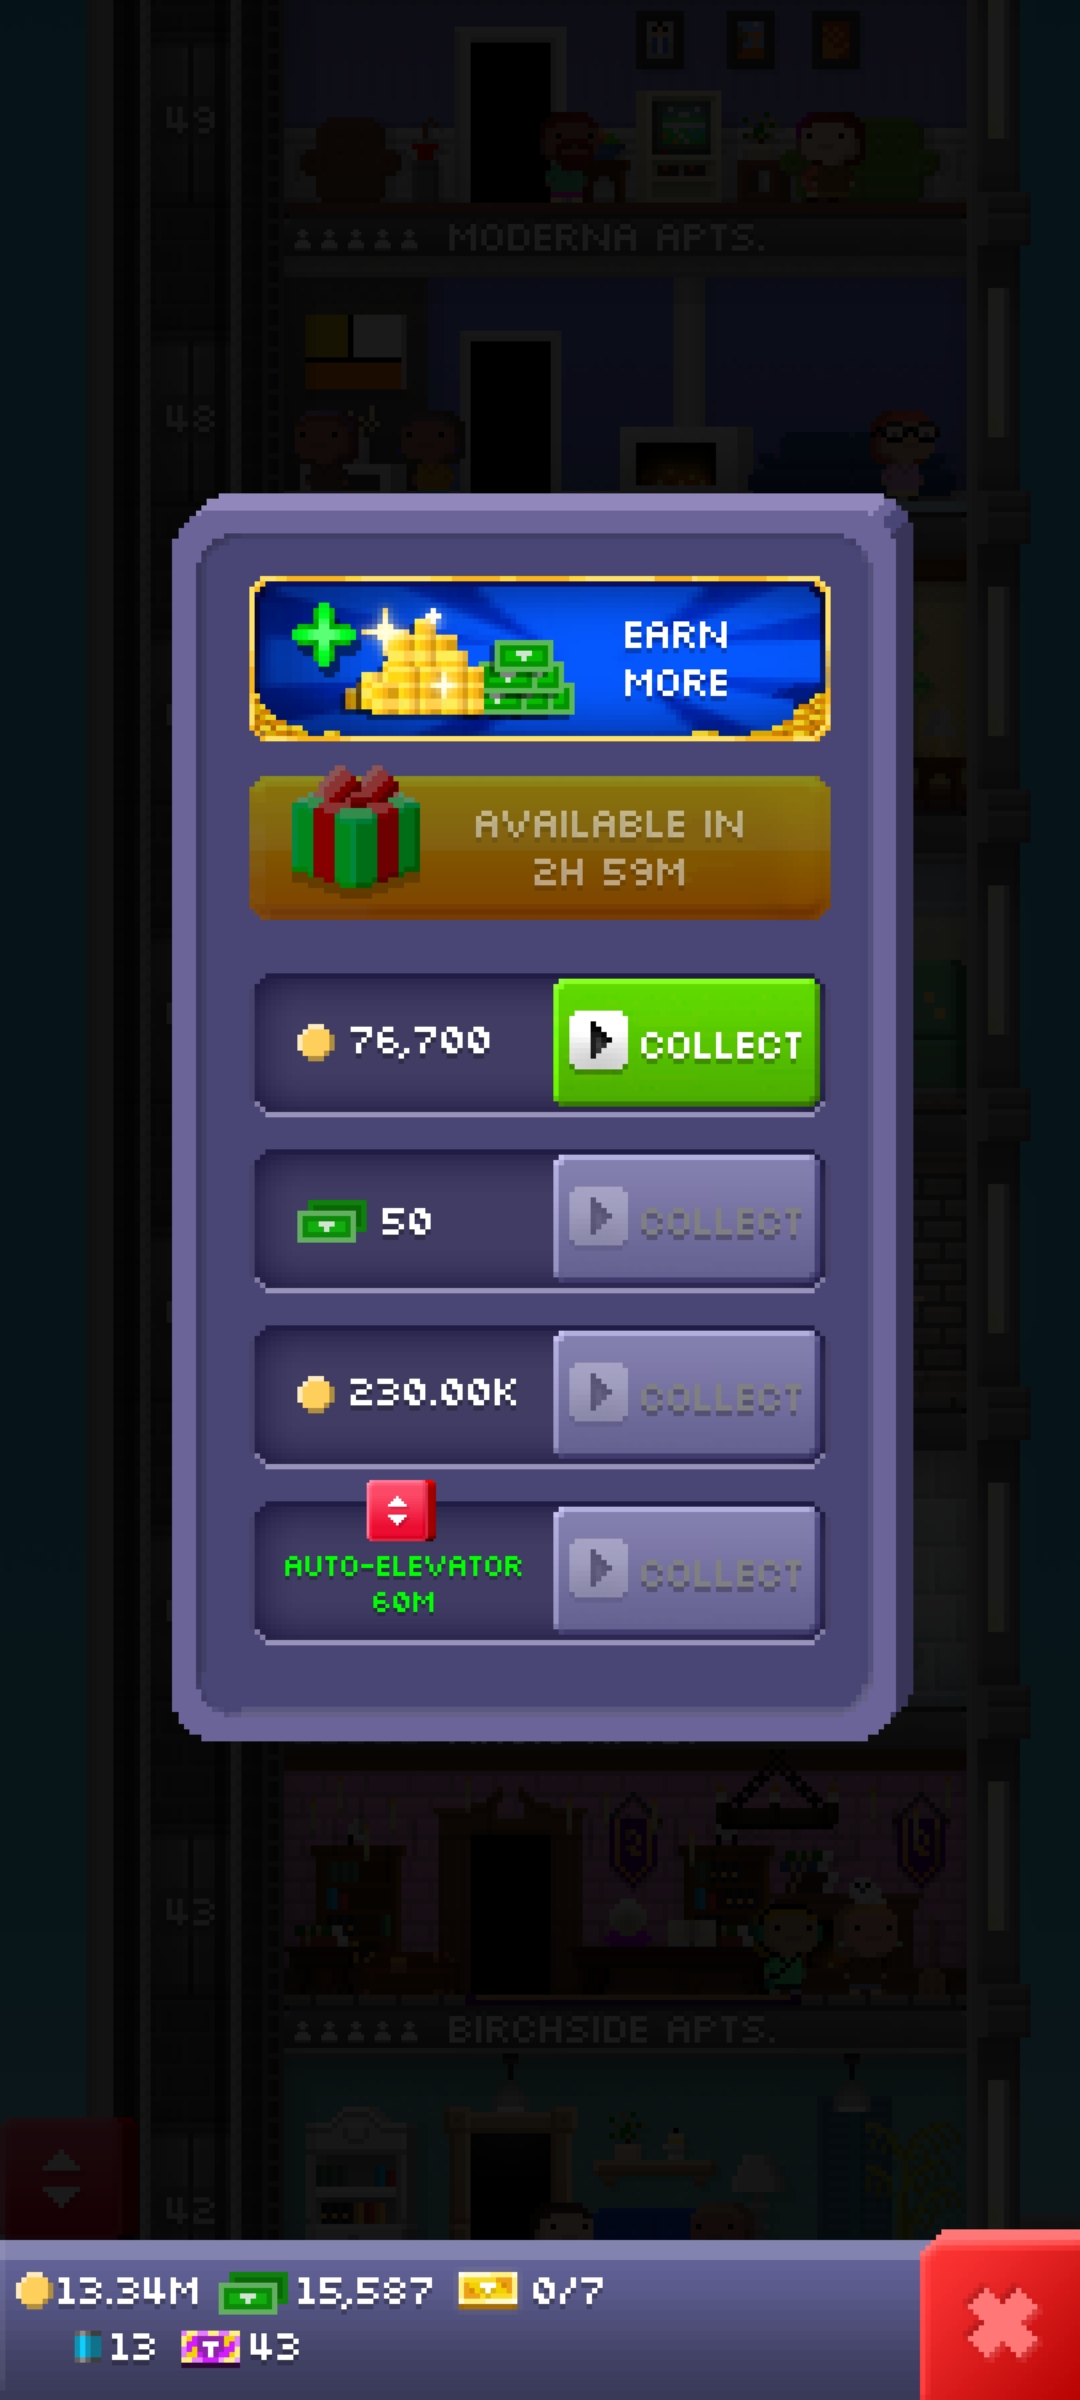 49
MODERNA APTS.
48
EARN
MORE
AVAILABLE IN
2H 59M
76,700
COLLECT
50
COLLECT
230.00K
COLLECT
AUTO-ELEVATOR
60M
COLLECT
43
BIRCHSIDE APTS.
42
13.34M 15,587 0/7
13 43